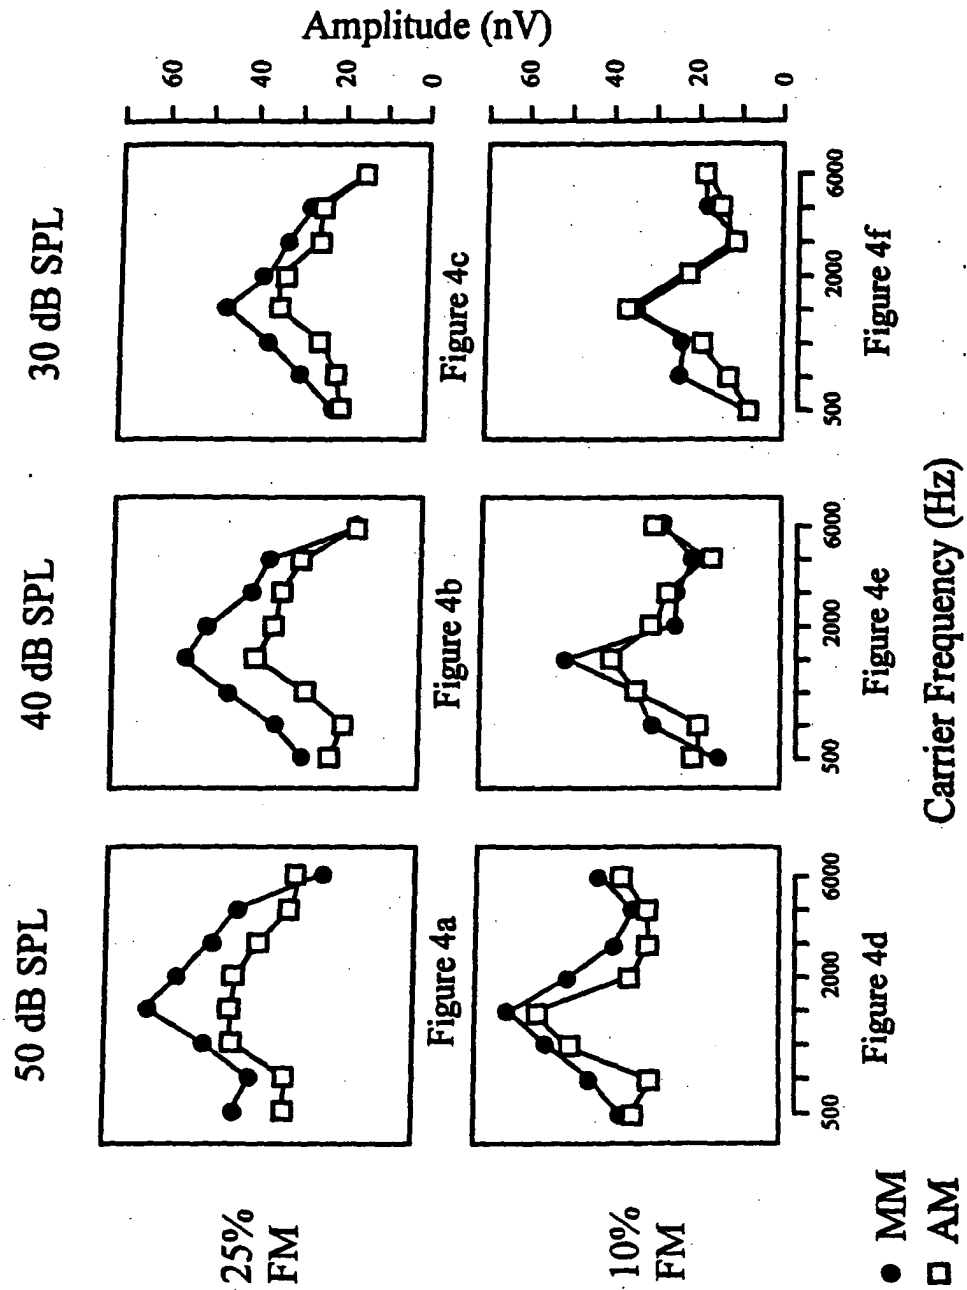 50 dB SPL
40 dB SPL
30 dB SPL
25%
FM
60
40
20
0
Amplitude (nV)
Figure 4a
Figure 4b
Figure 4c
10%
FM
60
40
20
0
500
2000
6000
500
2000
6000
500
2000
6000
Figure 4d
Figure 4e
Figure 4f
Carrier Frequency (Hz)
MM
AM